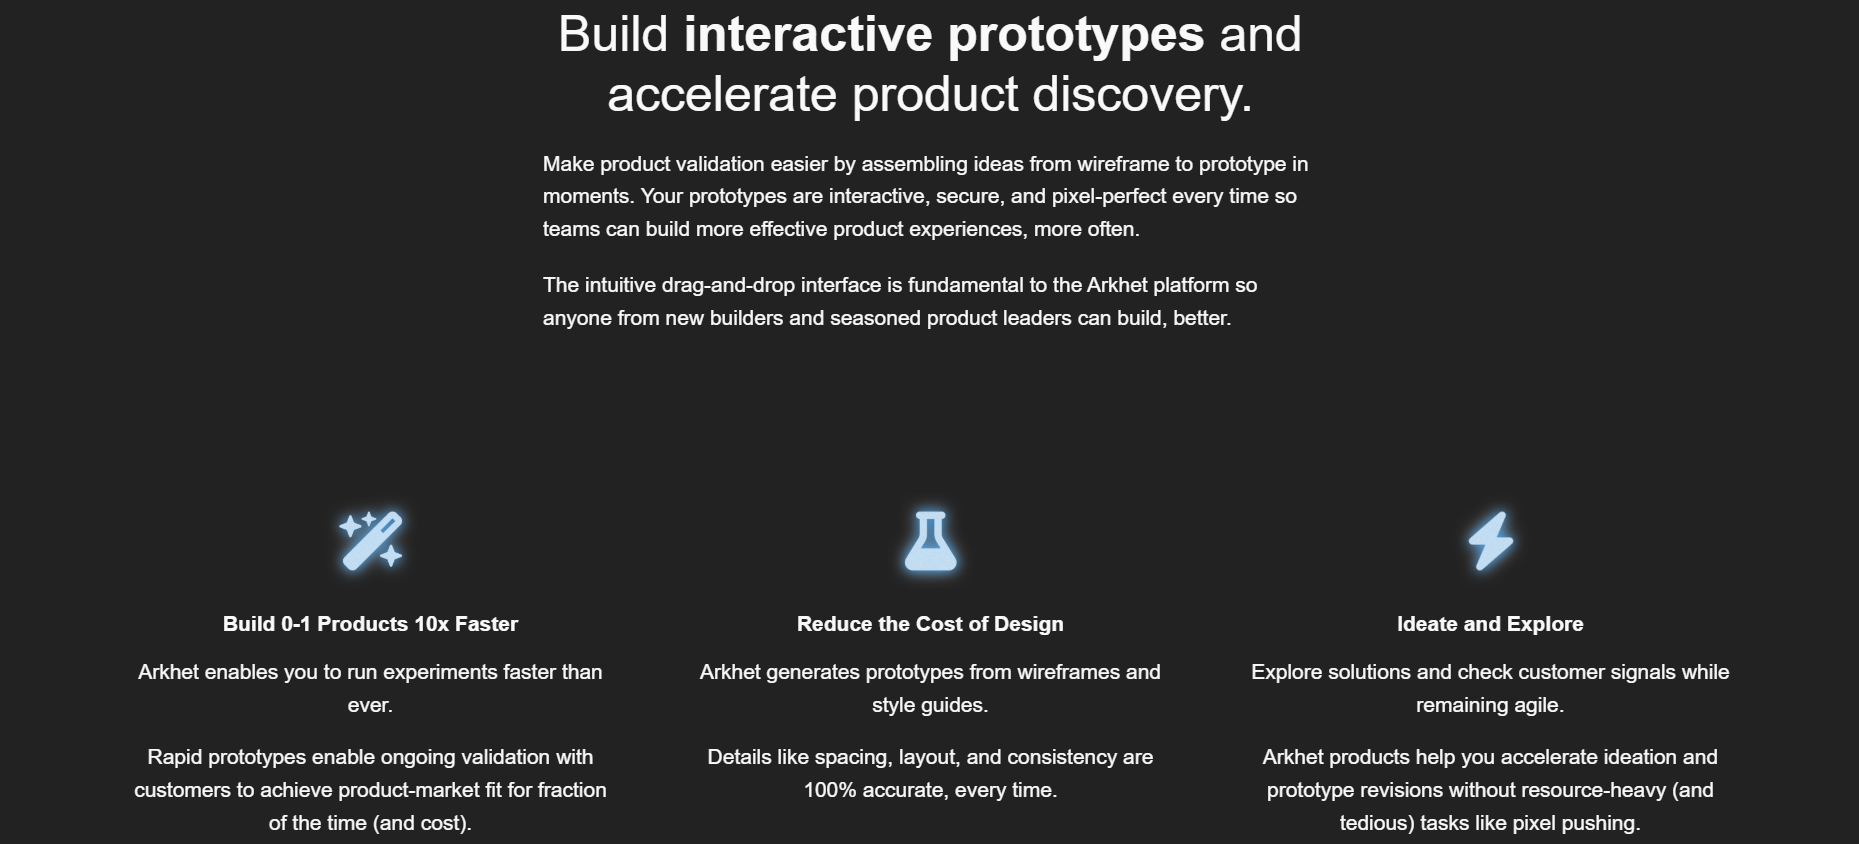 Build interactive prototypes and
accelerate product discovery.
Make product validation easier by assembling ideas from wireframe to prototype in
moments. Your prototypes are interactive, secure, and pixel-perfect every time so
teams can build more effective product experiences, more often.
The intuitive drag-and-drop interface is fundamental to the Arkhet platform so
anyone from new builders and seasoned product leaders can build, better.
Build 0-1 Products 10x Faster
Arkhet enables you to run experiments faster than
ever.
Rapid prototypes enable ongoing validation with
customers to achieve product-market fit for fraction
of the time (and cost).
Reduce the Cost of Design
Arkhet generates prototypes from wireframes and
style guides.
Details like spacing, layout, and consistency are
100% accurate, every time.
Ideate and Explore
Explore solutions and check customer signals while
remaining agile.
Arkhet products help you accelerate ideation and
prototype revisions without resource-heavy (and
tedious) tasks like pixel pushing.